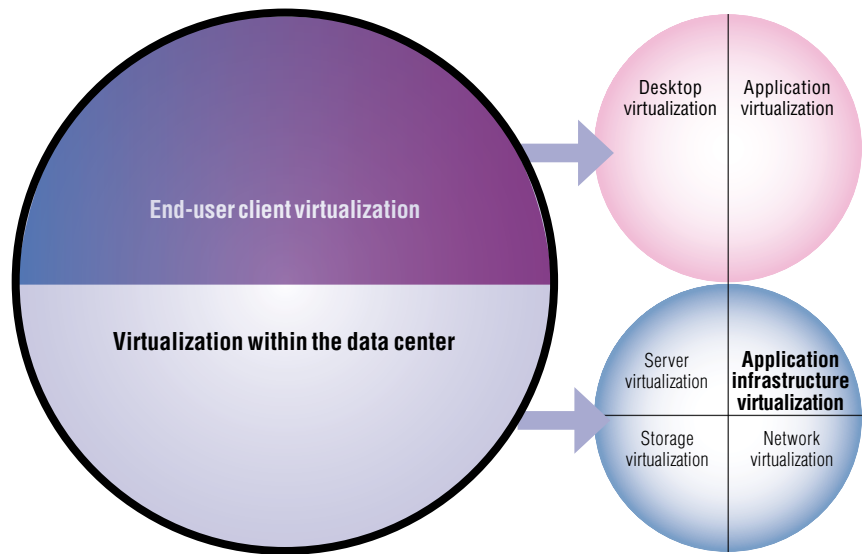 End-user client virtualization
Virtualization within the data center
Desktop
virtualization
Application
virtualization
Server
virtualization
Application
infrastructure
virtualization
Storage
virtualization
Network
virtualization